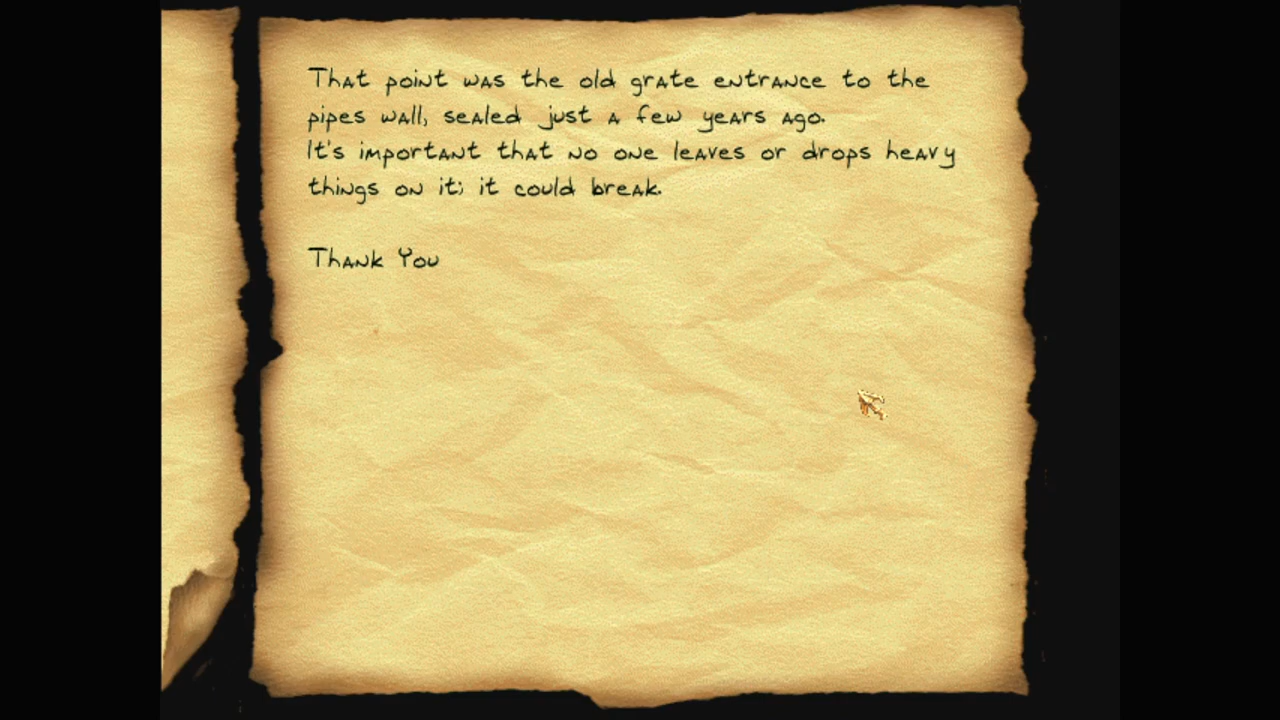 That point was the old grate entrance to the
pipes wall, sealed just a few years ago.
It's important that no one leaves or drops heavy
things on it; it could break.
Thank You